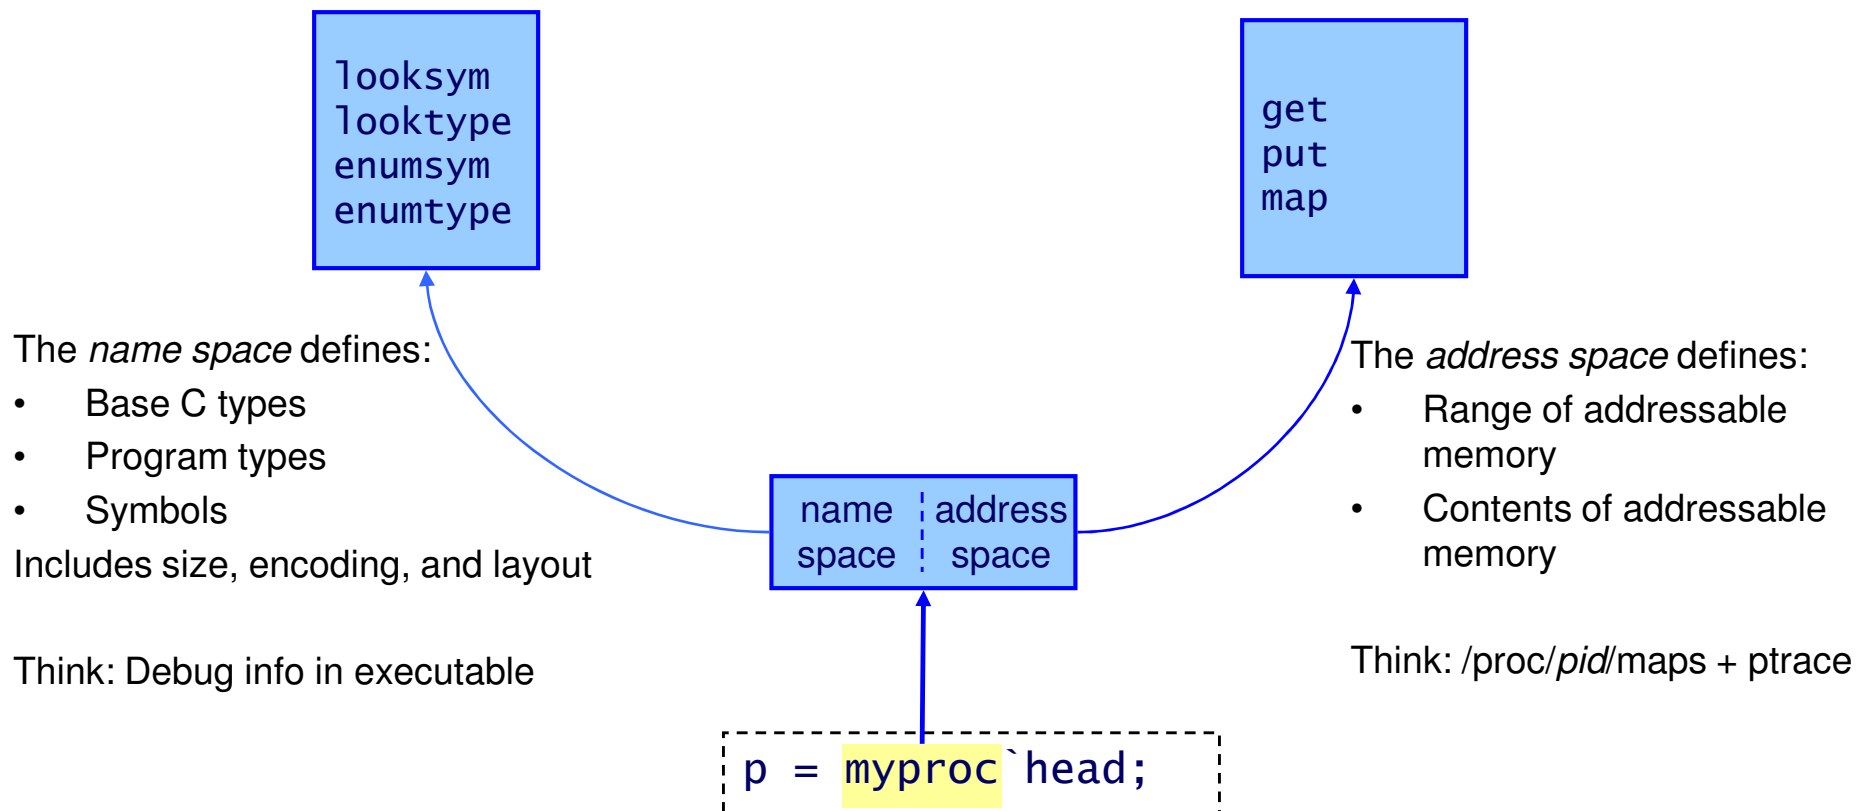 looksym
looktype
enumsym
enumtype
get
put
map
The name space defines:
• Base C types
• Program types
• Symbols
Includes size, encoding, and layout
Think: Debug info in executable
The address space defines:
• Range of addressable
memory
• Contents of addressable
memory
Think: /proc/pid/maps + ptrace
name address
space space
p = myproc`head;